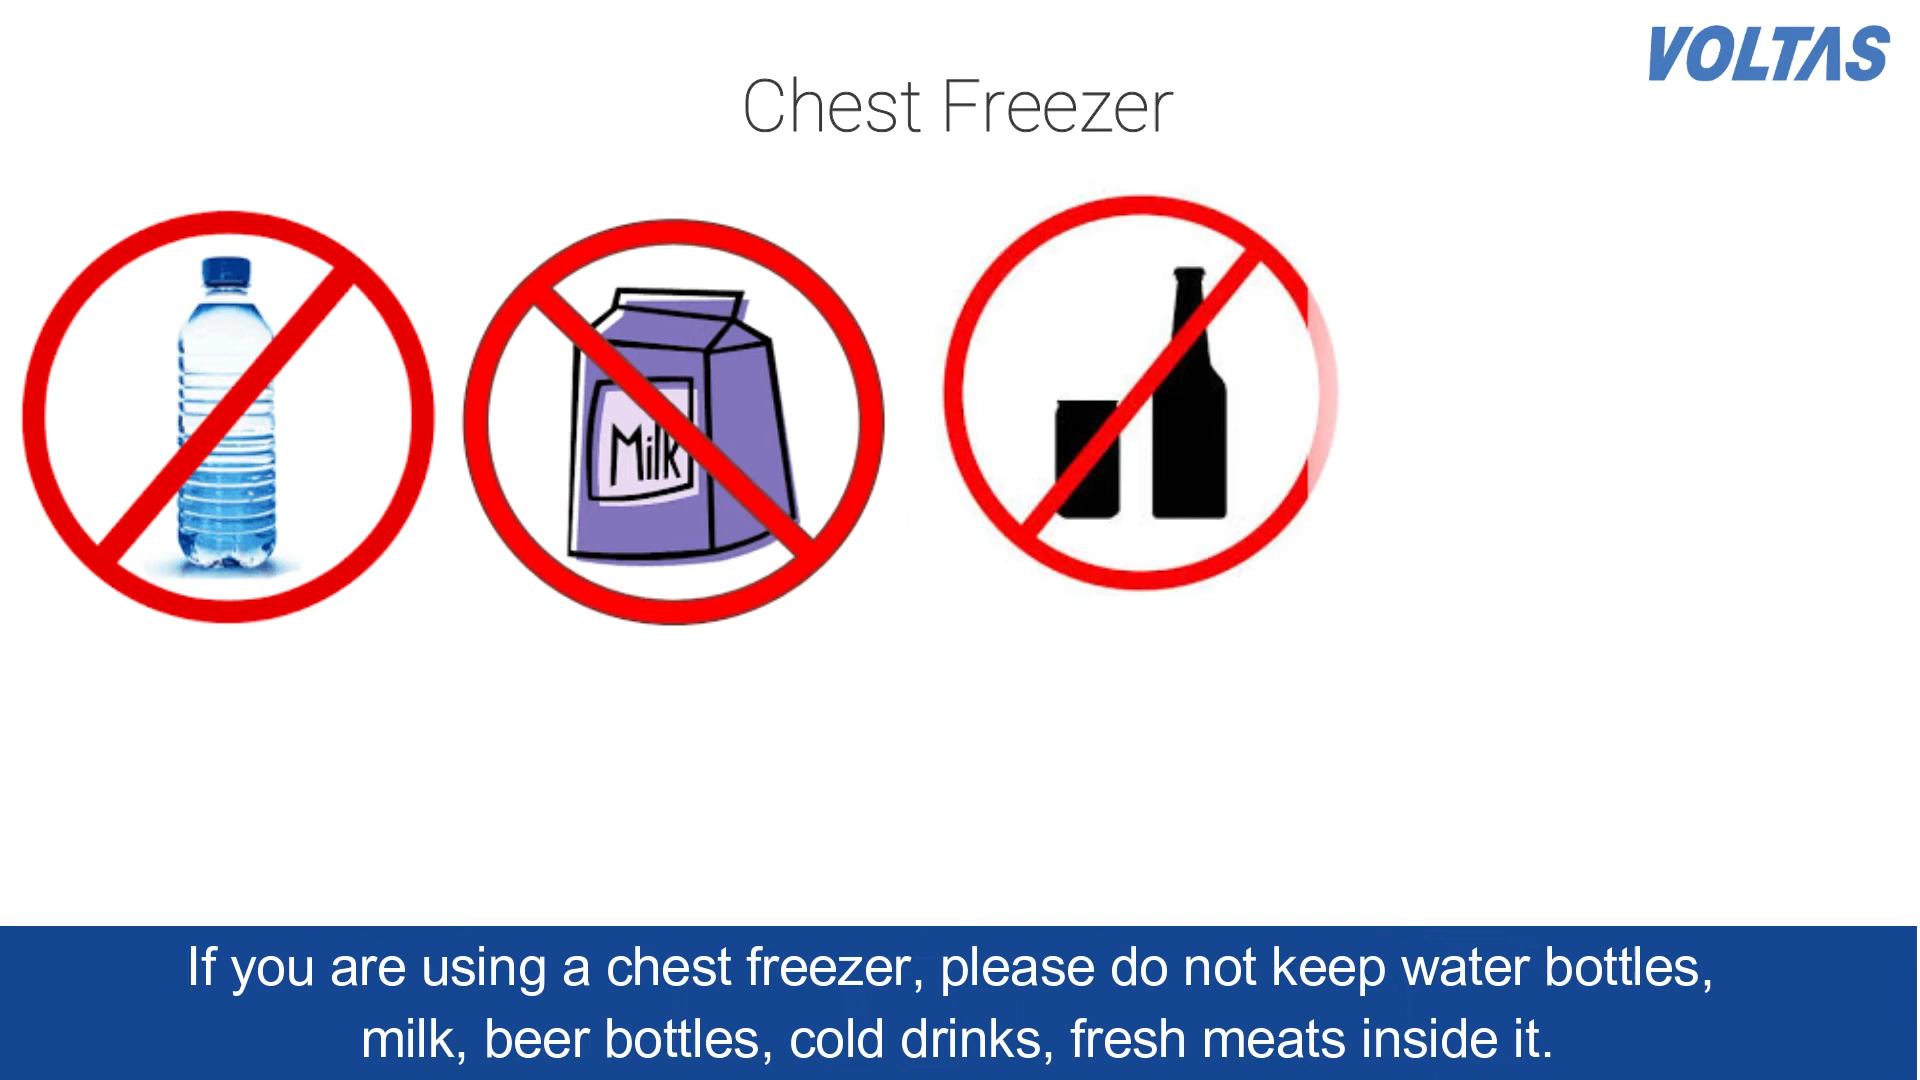 VOLTAS
Chest Freezer
Milk
If you are using a chest freezer, please do not keep water bottles,
milk, beer bottles, cold drinks, fresh meats inside it.